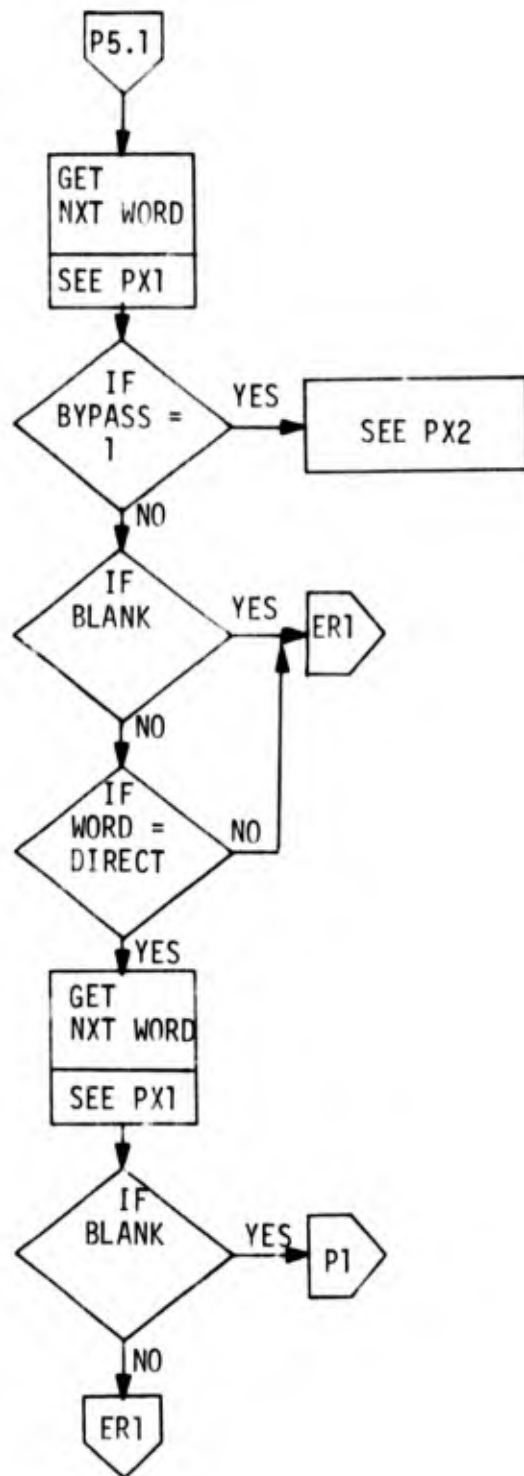 P5.1
GET
NXT WORD
SEE PX1
IF
BYPASS =
1
YES
SEE PX2
NO
IF
BLANK
YES
ER1
NO
IF
WORD =
DIRECT
NO
YES
GET
NXT WORD
SEE PX1
IF
BLANK
YES
P1
NO
ER1